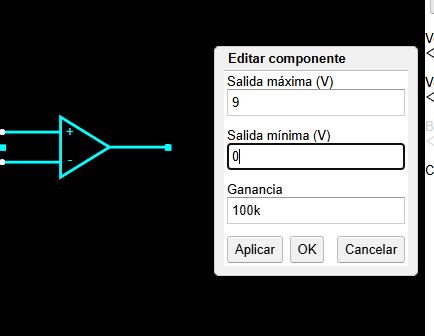 Editar componente
Salida máxima (V)
9
Salida mínima (V)
0
Ganancia
100k
Aplicar OK Cancelar
+
-
V
<
V
<
B
<
C